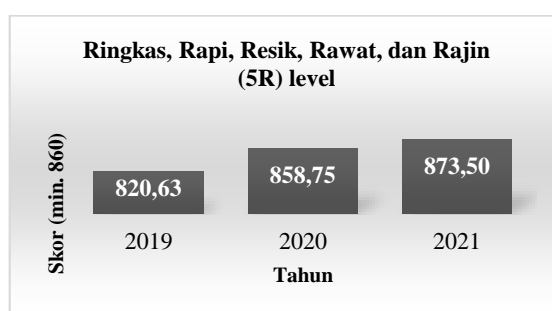 Ringkas, Rapi, Resik, Rawat, dan Rajin
(5R) level
Skor (min. 860)
820,63
858,75
873,50
2019
2020
2021
Tahun